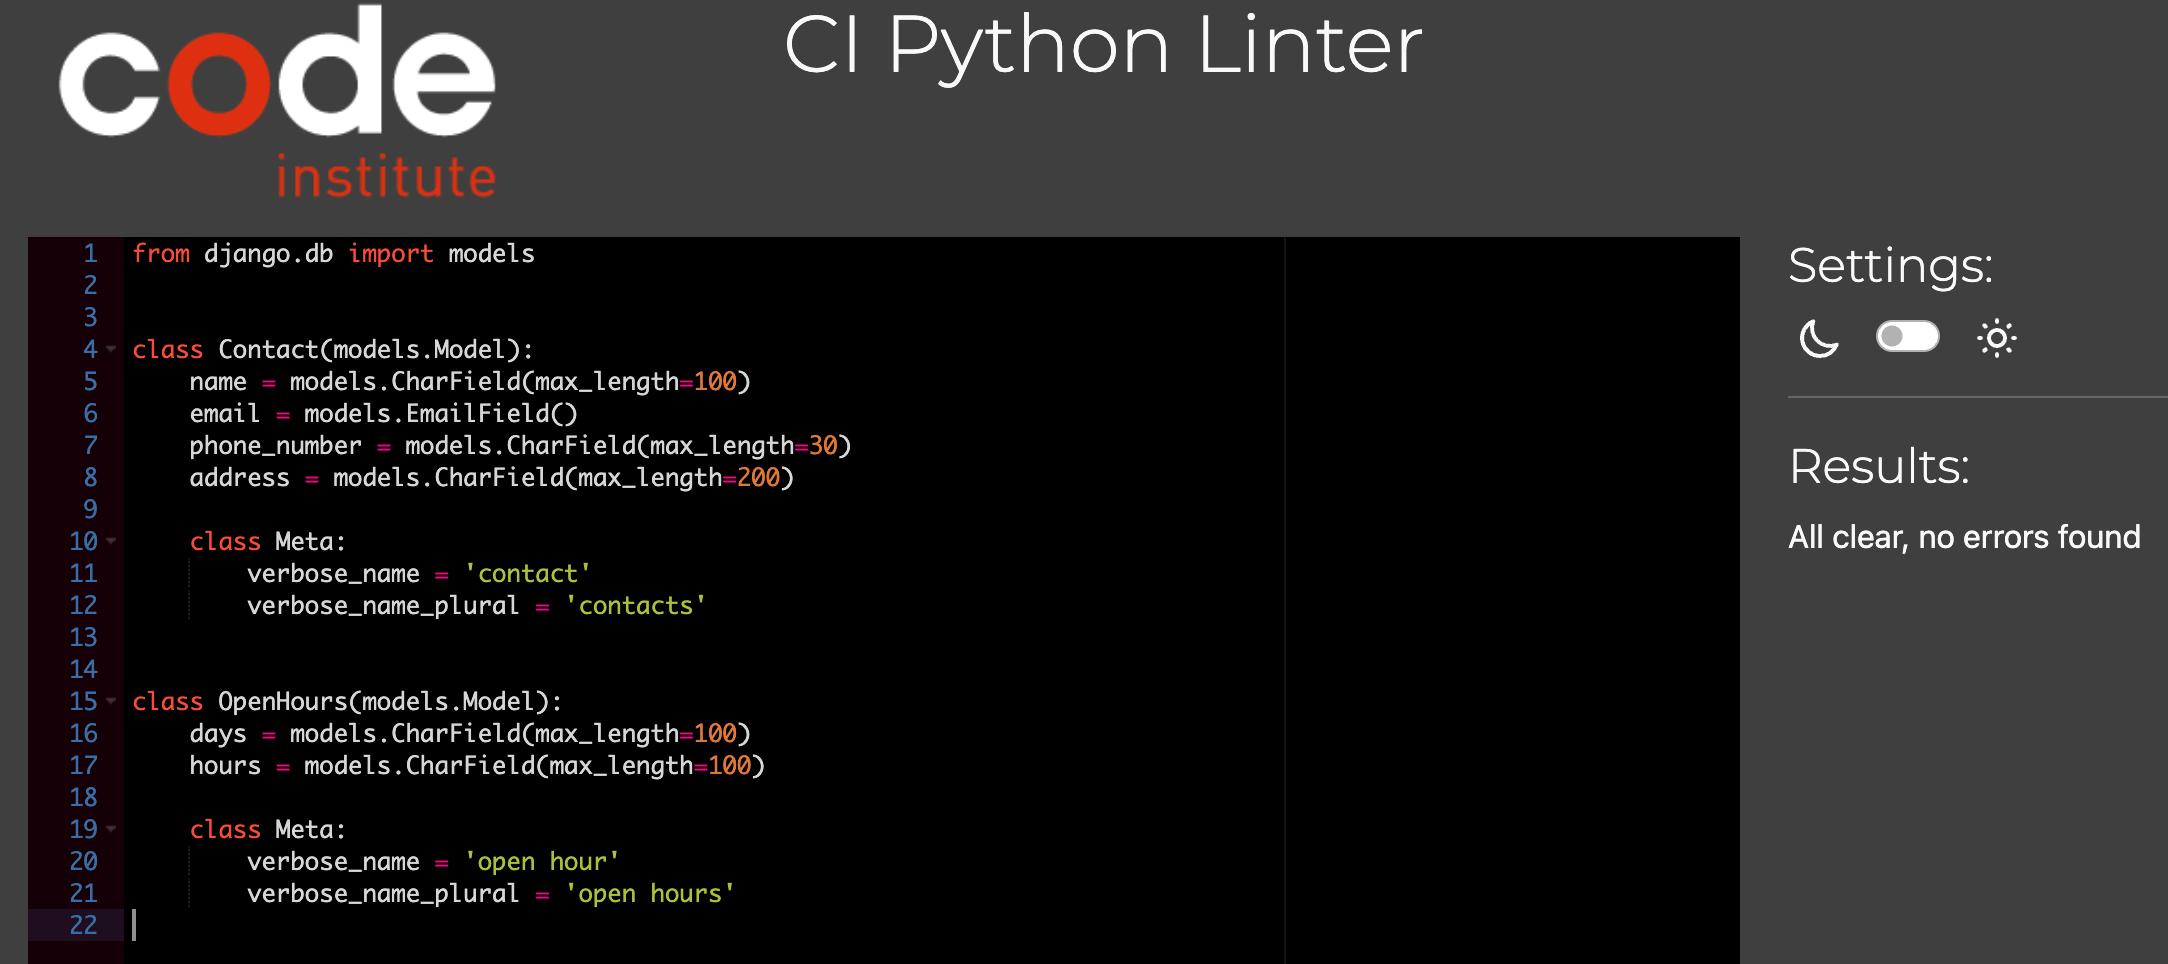 code
institute
CI Python Linter
1 from django.db import models
2
3
4 class Contact(models.Model):
5     name = models.CharField(max_length=100)
6     email = models.EmailField()
7     phone_number = models.CharField(max_length=30)
8     address = models.CharField(max_length=200)
9
10     class Meta:
11         verbose_name = 'contact'
12         verbose_name_plural = 'contacts'
13
14
15 class OpenHours(models.Model):
16     days = models.CharField(max_length=100)
17     hours = models.CharField(max_length=100)
18
19     class Meta:
20         verbose_name = 'open hour'
21         verbose_name_plural = 'open hours'
22
Settings:
Results:
All clear, no errors found